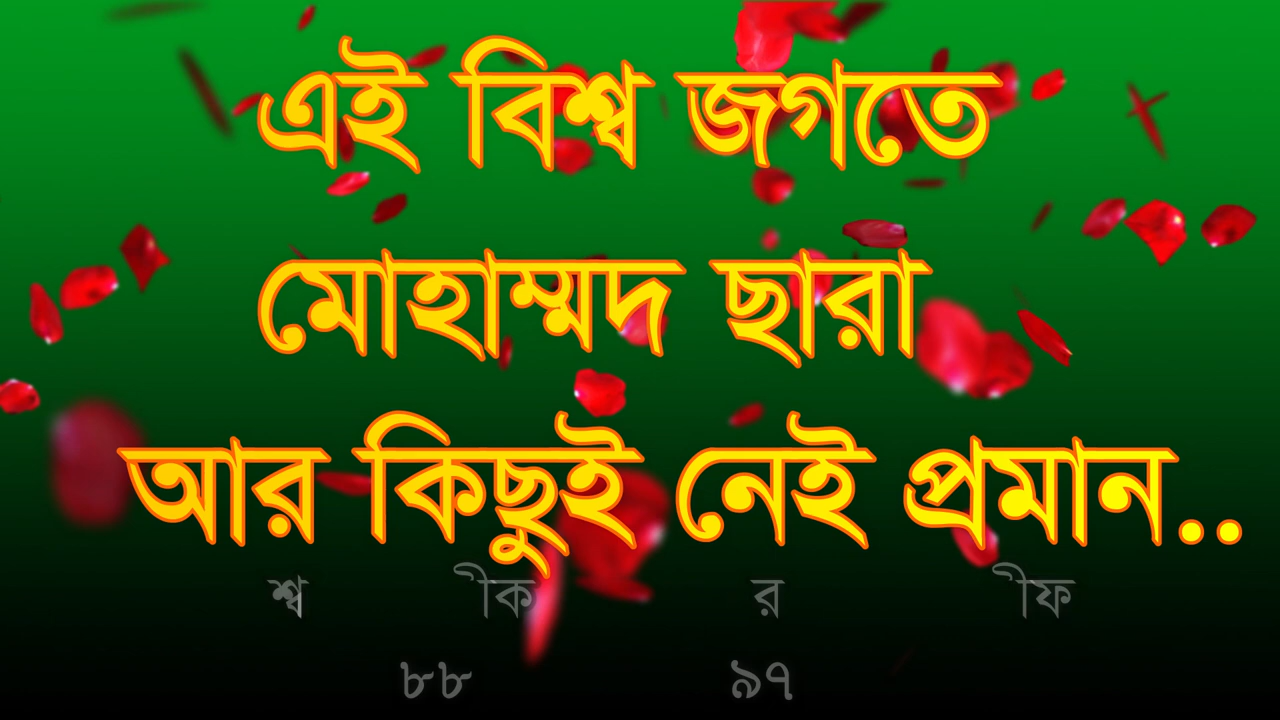 এই বিশ্ব জগতে
মোহাম্মদ ছারা
আর কিছুই নেই প্রমান..
শ্ব ীক র ীফ
৮৮ ৯৭